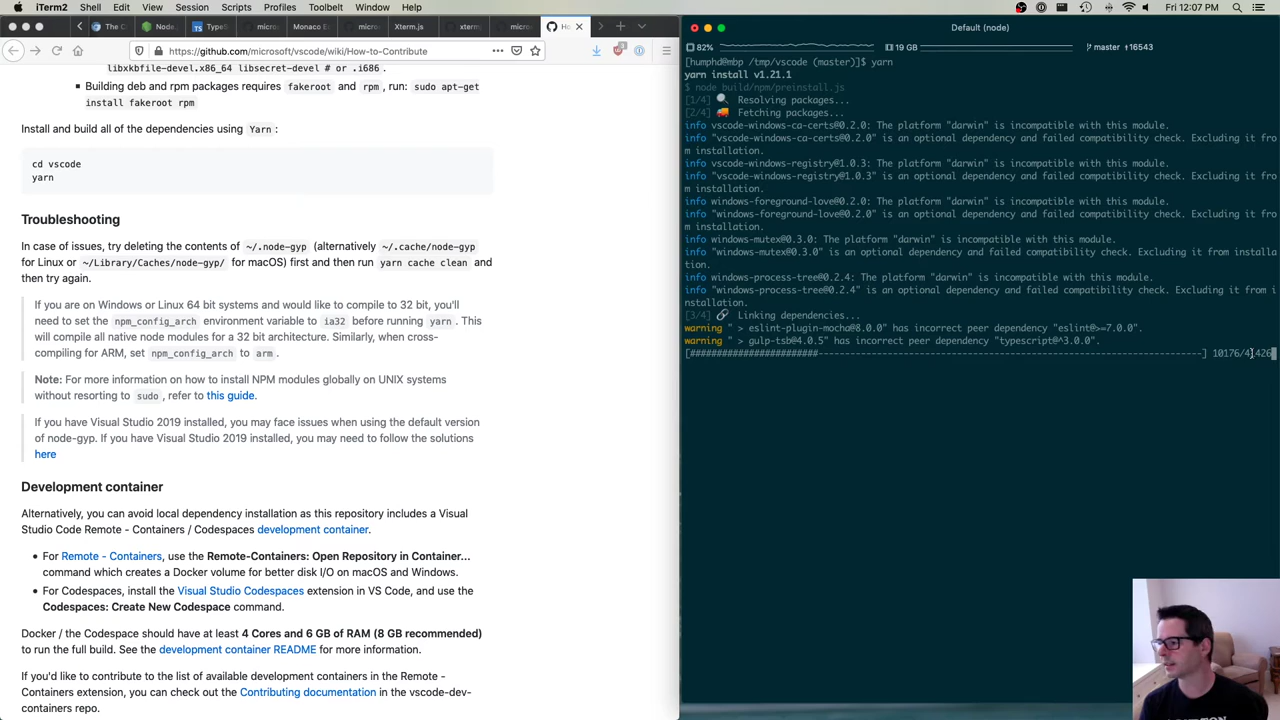 iTerm2 Shell Edit View Session Scripts Profiles Toolbelt Window Help
The C Node. Typef micr Monaco E micr Xterm.js xterm micr Ho
https://github.com/microsoft/vscode/wiki/How-to-Contribute
libxkbfile-devel.x86_64 libsecret-devel # or .i686.
Building deb and rpm packages requires fakeroot and rpm, run: sudo apt-get
install fakeroot rpm
Install and build all of the dependencies using Yarn:
cd vscode
yarn
Troubleshooting
In case of issues, try deleting the contents of ~/.node-gyp (alternatively ~/.cache/node-gyp
for Linux or ~/Library/Caches/node-gyp/ for macOS) first and then run yarn cache clean and
then try again.
If you are on Windows or Linux 64 bit systems and would like to compile to 32 bit, you'll
need to set the npm_config_arch environment variable to ia32 before running yarn. This
will compile all native node modules for a 32 bit architecture. Similarly, when cross-
compiling for ARM, set npm_config_arch to arm.
Note: For more information on how to install NPM modules globally on UNIX systems
without resorting to sudo, refer to this guide.
If you have Visual Studio 2019 installed, you may face issues when using the default version
of node-gyp. If you have Visual Studio 2019 installed, you may need to follow the solutions
here
Development container
Alternatively, you can avoid local dependency installation as this repository includes a Visual
Studio Code Remote - Containers / Codespaces development container.
For Remote - Containers, use the Remote-Containers: Open Repository in Container...
command which creates a Docker volume for better disk I/O on macOS and Windows.
For Codespaces, install the Visual Studio Codespaces extension in VS Code, and use the
Codespaces: Create New Codespace command.
Docker / the Codespace should have at least 4 Cores and 6 GB of RAM (8 GB recommended)
to run the full build. See the development container README for more information.
If you'd like to contribute to the list of available development containers in the Remote -
Containers extension, you can check out the Contributing documentation in the vscode-dev-
containers repo.
Default (node)
82% 19 GB master ↑16543
[humphd@mbp /tmp/vscode (master)]$ yarn
yarn install v1.21.1
$ node build/npm/preinstall.js
[1/4] 🔍 Resolving packages...
[2/4] 🚚 Fetching packages...
info vscode-windows-ca-certs@0.2.0: The platform "darwin" is incompatible with this module.
info "vscode-windows-ca-certs@0.2.0" is an optional dependency and failed compatibility check. Excluding it fro
m installation.
info vscode-windows-registry@1.0.3: The platform "darwin" is incompatible with this module.
info "vscode-windows-registry@1.0.3" is an optional dependency and failed compatibility check. Excluding it fro
m installation.
info windows-foreground-love@0.2.0: The platform "darwin" is incompatible with this module.
info "windows-foreground-love@0.2.0" is an optional dependency and failed compatibility check. Excluding it fro
m installation.
info windows-mutex@0.3.0: The platform "darwin" is incompatible with this module.
info "windows-mutex@0.3.0" is an optional dependency and failed compatibility check. Excluding it from installa
tion.
info windows-process-tree@0.2.4: The platform "darwin" is incompatible with this module.
info "windows-process-tree@0.2.4" is an optional dependency and failed compatibility check. Excluding it from i
nstallation.
[3/4] 🔗 Linking dependencies...
warning " > eslint-plugin-mocha@8.0.0" has incorrect peer dependency "eslint@>=7.0.0".
warning " > gulp-tsb@4.0.5" has incorrect peer dependency "typescript@^3.0.0".